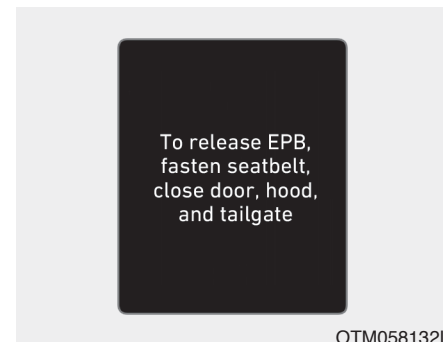 To release EPB,
fasten seatbelt,
close door, hood,
and tailgate
OTM058132L